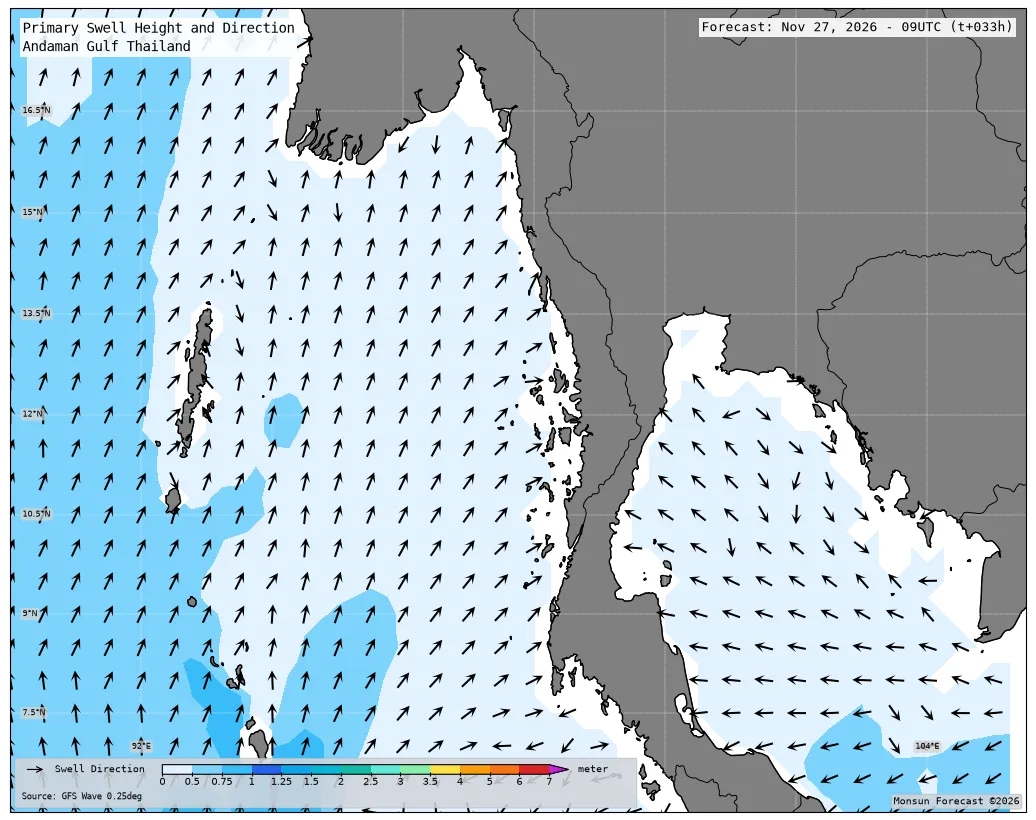 Primary Swell Height and Direction
Andaman Gulf Thailand
Forecast: Nov 27, 2026 - 09UTC (t+033h)
16.5°N
15°N
13.5°N
12°N
10.5°N
9°N
7.5°N
92°E
104°E
Swell Direction
0 0.5 0.75 1 1.25 1.5 2 2.5 3 3.5 4 5 6 7
meter
Source: GFS Wave 0.25deg
Monsun Forecast ©2026